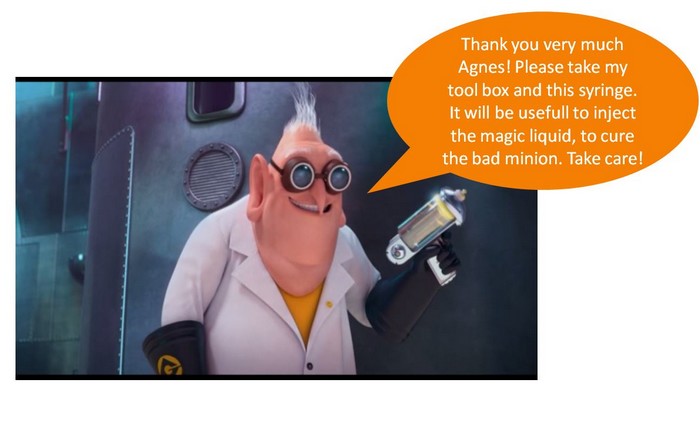 Thank you very much
Agnes! Please take my
tool box and this syringe.
It will be usefull to inject
the magic liquid, to cure
the bad minion. Take care!